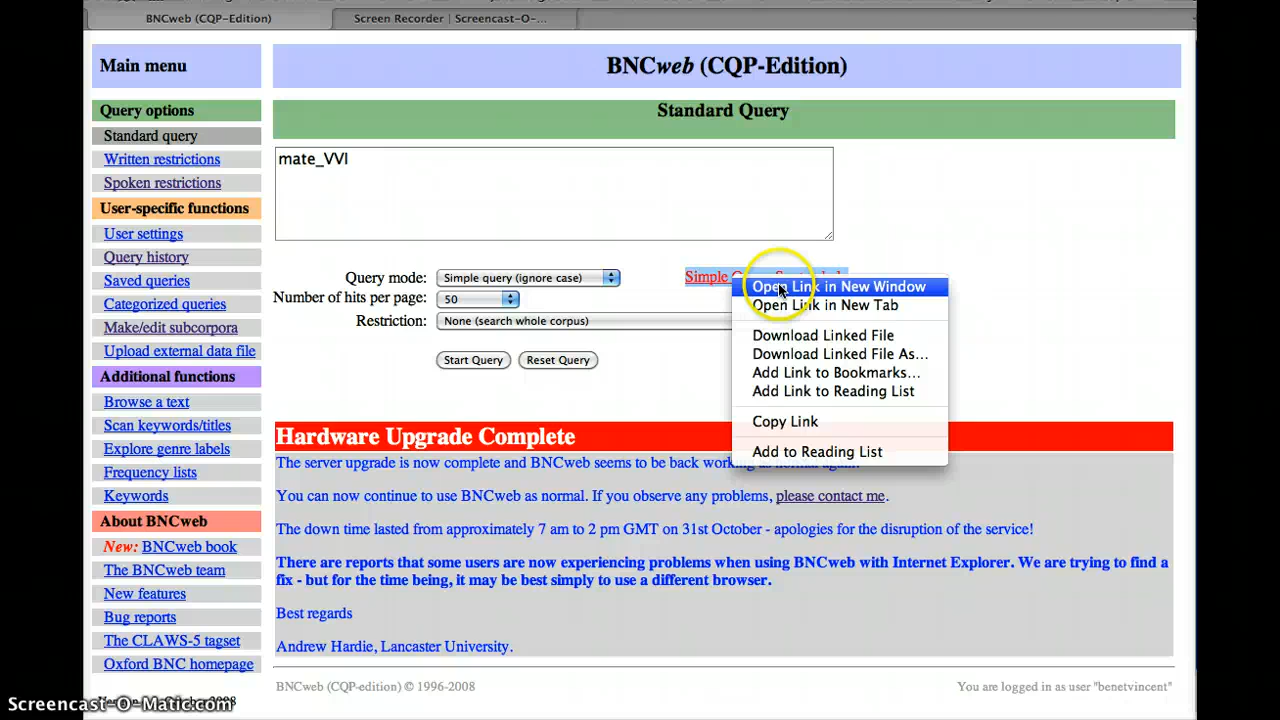 BNCweb (CQP-Edition)
Screen Recorder | Screencast-O-...
Main menu
BNCweb (CQP-Edition)
Query options
Standard Query
Standard query
mate_VVI
Written restrictions
Spoken restrictions
User-specific functions
User settings
Query history
Saved queries
Categorized queries
Make/edit subcorpora
Upload external data file
Additional functions
Browse a text
Scan keywords/titles
Explore genre labels
Frequency lists
Keywords
About BNCweb
New: BNCweb book
The BNCweb team
New features
Bug reports
The CLAWS-5 tagset
Oxford BNC homepage
Query mode: Simple query (ignore case)
Simple
Number of hits per page: 50
Restriction: None (search whole corpus)
Start Query
Reset Query
Open Link in New Window
Open Link in New Tab
Download Linked File
Download Linked File As...
Add Link to Bookmarks...
Add Link to Reading List
Copy Link
Add to Reading List
Hardware Upgrade Complete
The server upgrade is now complete and BNCweb seems to be back working as normal again.
You can now continue to use BNCweb as normal. If you observe any problems, please contact me.
The down time lasted from approximately 7 am to 2 pm GMT on 31st October - apologies for the disruption of the service!
There are reports that some users are now experiencing problems when using BNCweb with Internet Explorer. We are trying to find a
fix - but for the time being, it may be best simply to use a different browser.
Best regards
Andrew Hardie, Lancaster University.
BNCweb (CQP-edition) © 1996-2008
You are logged in as user "benetvincent"
Screencast-O-Matic.com